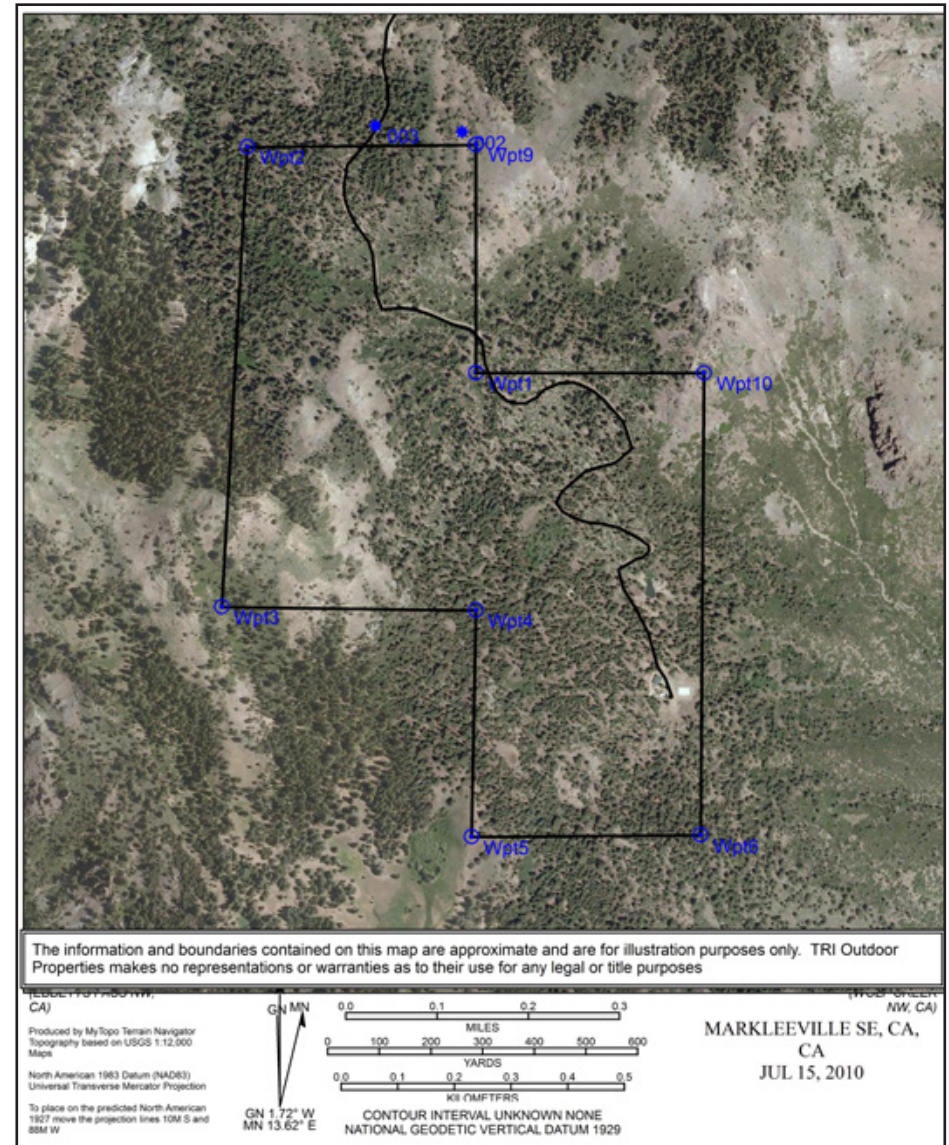 003
002
Wpt2
Wpt9
Wpt1
Wpt10
Wpt3
Wpt4
Wpt5
Wpt6
The information and boundaries contained on this map are approximate and are for illustration purposes only. TRI Outdoor
Properties makes no representations or warranties as to their use for any legal or title purposes
CA)
NW, CA)
Produced by MyTopo Terrain Navigator
Topography based on USGS 1:12,000
Maps
North American 1983 Datum (NAD83)
Universal Transverse Mercator Projection
To place on the predicted North American
1927 move the projection lines 10M S and
88M W
GN MN
GN 1.72° W
MN 13.62° E
0.0 0.1 0.2 0.3
MILES
0 100 200 300 400 500 600
YARDS
0.0 0.1 0.2 0.3 0.4 0.5
KILOMETERS
CONTOUR INTERVAL UNKNOWN NONE
NATIONAL GEODETIC VERTICAL DATUM 1929
MARKLEEVILLE SE, CA,
CA
JUL 15, 2010